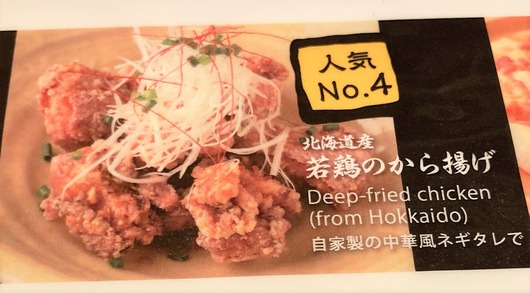 人気
No.4
北海道産
若鶏のから揚げ
Deep-fried chicken
(from Hokkaido)
自家製の中華風ネギタレで